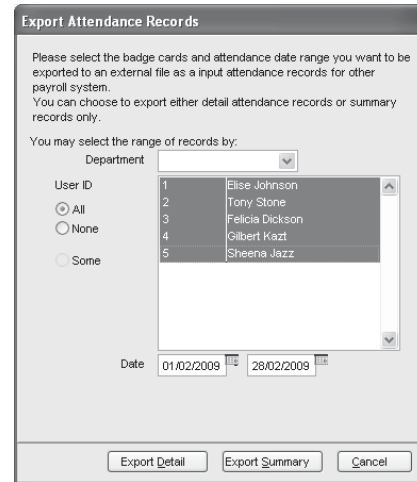 Export Attendance Records
Please select the badge cards and attendance date range you want to be
exported to an external file as a input attendance records for other
payroll system.
You can choose to export either detail attendance records or summary
records only.
You may select the range of records by:
Department
User ID
All
None
Some
1 Elise Johnson
2 Tony Stone
3 Felicia Dickson
4 Gilbert Kazt
5 Sheena Jazz
Date 01/02/2009 28/02/2009
Export Detail Export Summary Cancel